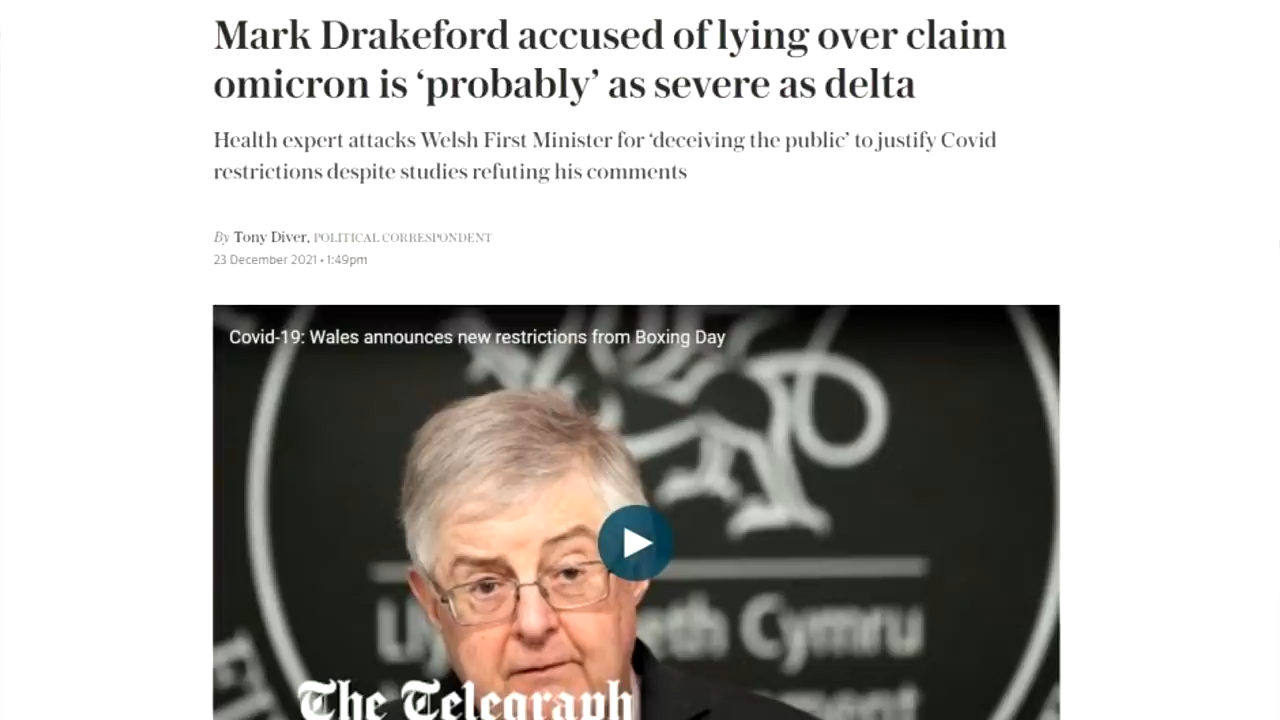 Mark Drakeford accused of lying over claim
omicron is ‘probably’ as severe as delta
Health expert attacks Welsh First Minister for ‘deceiving the public’ to justify Covid
restrictions despite studies refuting his comments
By Tony Diver, POLITICAL CORRESPONDENT
23 December 2021 • 1:49pm
Covid-19: Wales announces new restrictions from Boxing Day
Cymru
The Telegraph